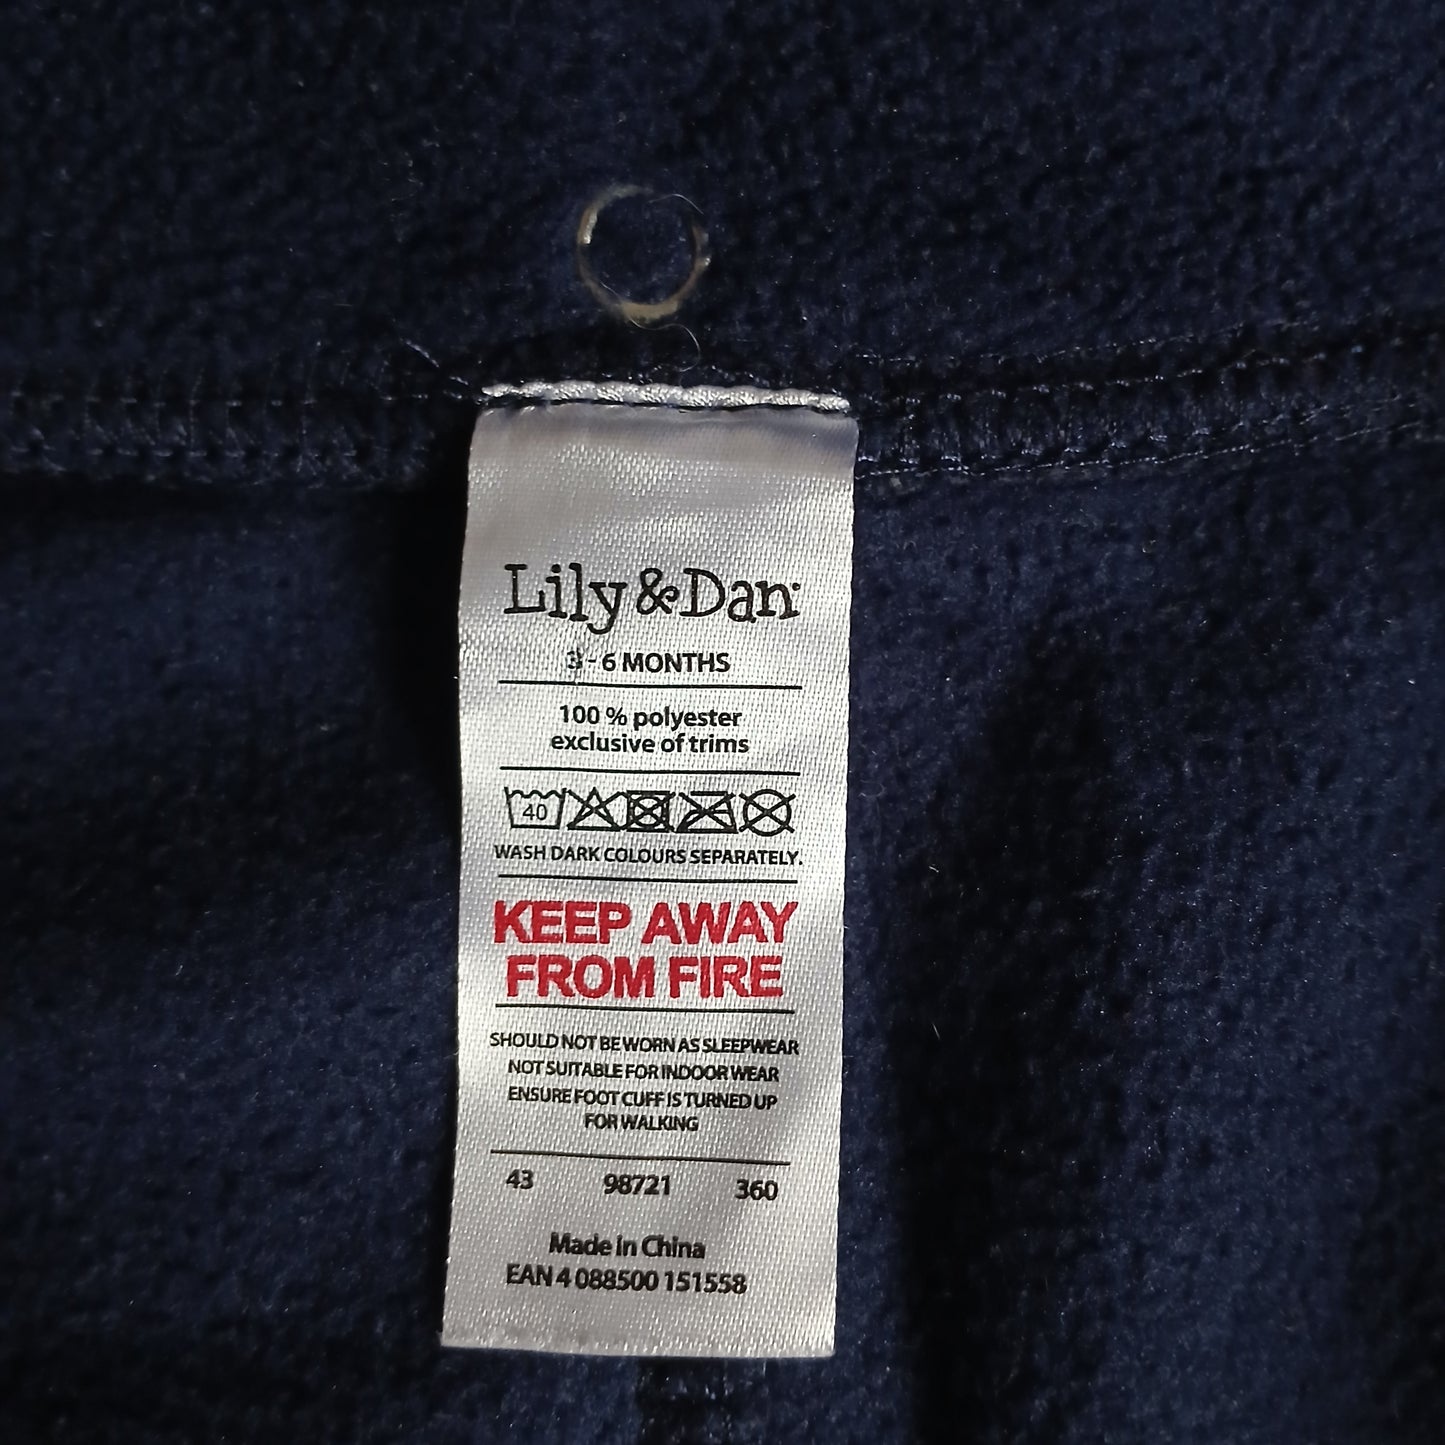 Lily & Dan
3 - 6 MONTHS
100 % polyester
exclusive of trims
40
WASH DARK COLOURS SEPARATELY.
KEEP AWAY
FROM FIRE
SHOULD NOT BE WORN AS SLEEPWEAR
NOT SUITABLE FOR INDOOR WEAR
ENSURE FOOT CUFF IS TURNED UP
FOR WALKING
43 98721 360
Made in China
EAN 4 088500 151558